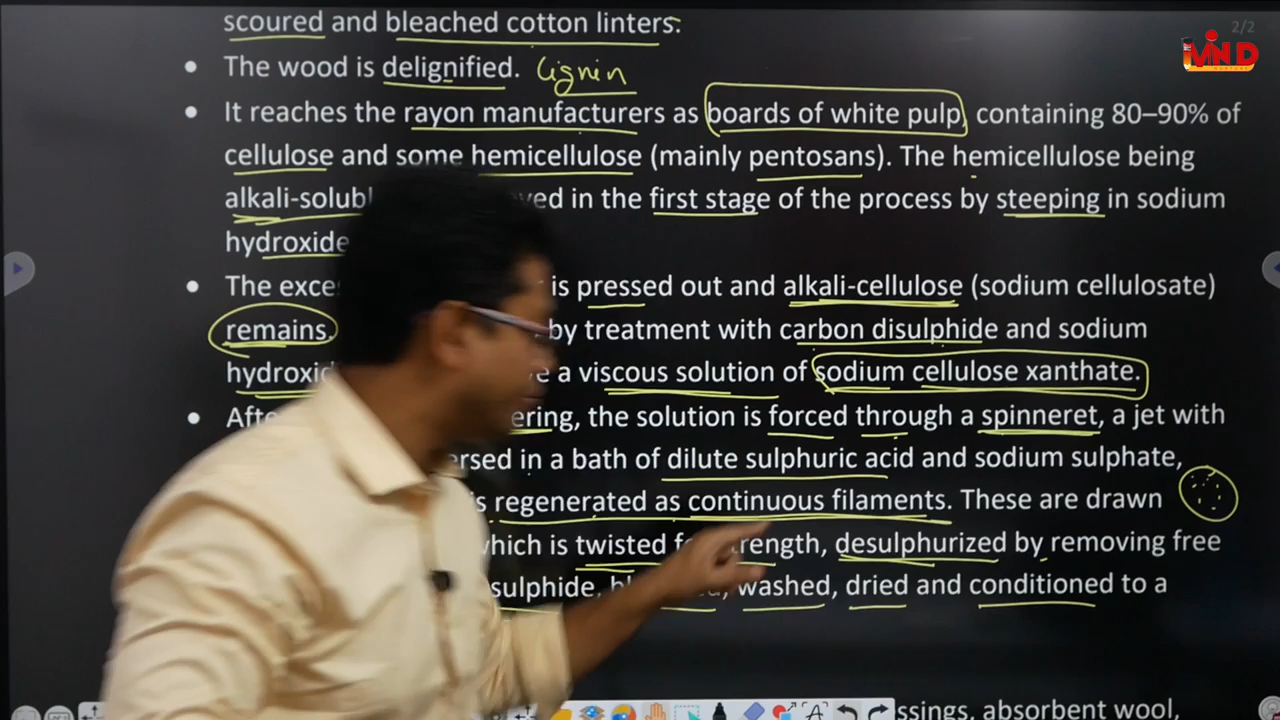 scoured and bleached cotton linters.
2/2
MIND
The wood is delignified. Lignin
It reaches the rayon manufacturers as boards of white pulp, containing 80–90% of
cellulose and some hemicellulose (mainly pentosans). The hemicellulose being
alkali-solubl ved in the first stage of the process by steeping in sodium
hydroxide
The exce is pressed out and alkali-cellulose (sodium cellulosate)
remains. by treatment with carbon disulphide and sodium
hydroxid e a viscous solution of sodium cellulose xanthate.
Afte ering, the solution is forced through a spinneret, a jet with
ersed in a bath of dilute sulphuric acid and sodium sulphate,
s regenerated as continuous filaments. These are drawn
which is twisted f trength, desulphurized by removing free
sulphide, bl washed, dried and conditioned to a
ssings, absorbent wool,